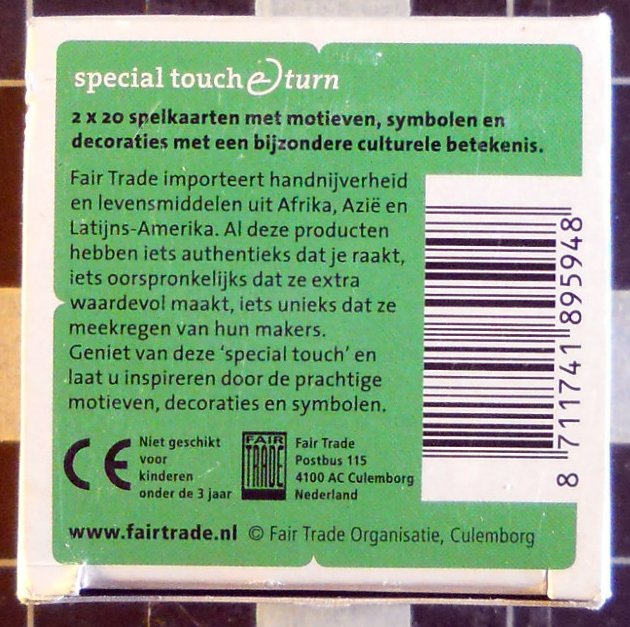 special touch & turn
2 x 20 spelkaarten met motieven, symbolen en
decoraties met een bijzondere culturele betekenis.
Fair Trade importeert handnijverheid
en levensmiddelen uit Afrika, Azië en
Latijns-Amerika. Al deze producten
hebben iets authentieks dat je raakt,
iets oorspronkelijks dat ze extra
waardevol maakt, iets unieks dat ze
meekregen van hun makers.
Geniet van deze ‘special touch’ en
laat u inspireren door de prachtige
motieven, decoraties en symbolen.
8 711741 895948
CE
Niet geschikt
voor
kinderen
onder de 3 jaar
FAIR
TRADE
Fair Trade
Postbus 115
4100 AC Culemborg
Nederland
www.fairtrade.nl © Fair Trade Organisatie, Culemborg